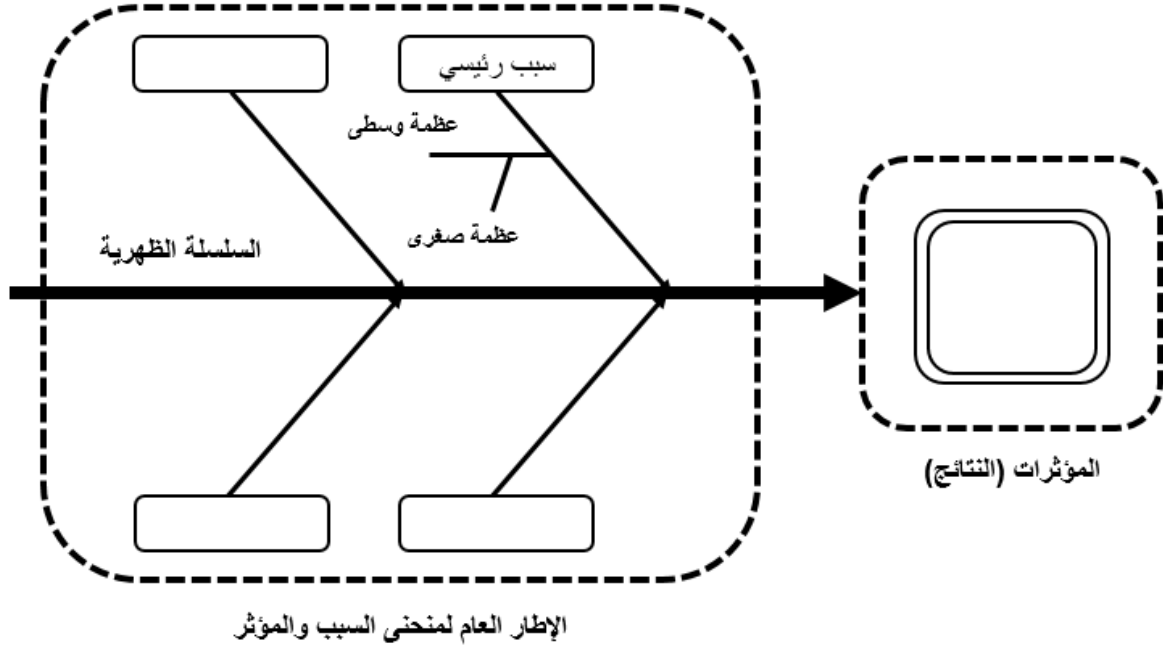 سبب رئيسي
عظمة وسطى
عظمة صغرى
السلسلة الظهرية
المؤثرات (النتائج)
الإطار العام لمنحنى السبب والمؤثر